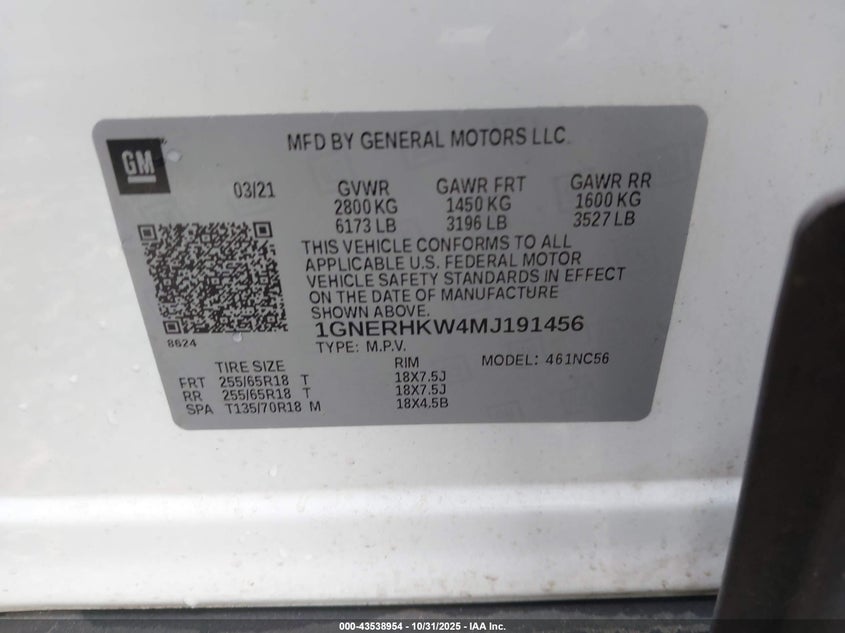 GM
MFD BY GENERAL MOTORS LLC.
03/21
GVWR GAWR FRT GAWR RR
2800 KG 1450 KG 1600 KG
6173 LB 3196 LB 3527 LB
THIS VEHICLE CONFORMS TO ALL
APPLICABLE U.S. FEDERAL MOTOR
VEHICLE SAFETY STANDARDS IN EFFECT
ON THE DATE OF MANUFACTURE
SHOWN ABOVE.
8624
1GNERHKW4MJ191456
TYPE: M.P.V.
MODEL: 461NC56
TIRE SIZE RIM
FRT 255/65R18 T 18X7.5J
RR 255/65R18 T 18X7.5J
SPA T135/70R18 M 18X4.5B
000-43538954 - 10/31/2025 - IAA Inc.